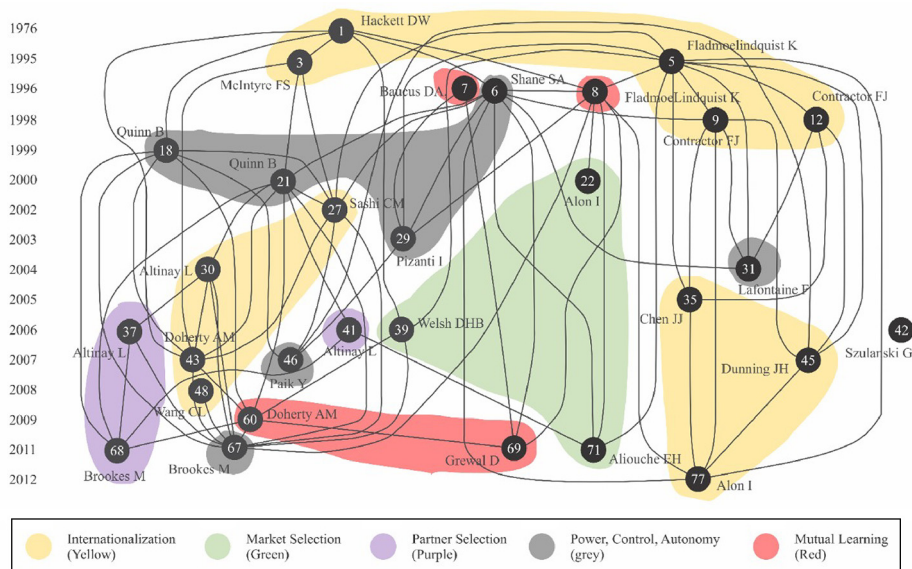 1976
Hackett DW
1
1995
Fladmoelindquist K
3
5
McIntyre FS
1996
Shane SA
7
6
8
Baucus DA
FladmoeLindquist K
Contractor FJ
1998
9
12
Quinn B
Contractor FJ
1999
18
Quinn B
2000
21
22
Sashi CM
Alon I
2002
27
2003
29
Pizanti I
2004
Altinay L
30
31
Lafontaine F
2005
35
Chen JJ
2006
37
41
39
Welsh DHB
42
Altinay L
Doherty AM
Altinay L
Szulanski G
2007
43
46
Dunning JH
45
Paik Y
2008
48
Wang CL
2009
60
Doherty AM
2011
68
67
69
71
Brookes M
Brookes M
Grewal D
Aliouche EH
2012
77
Alon I
Internationalization
(Yellow)
Market Selection
(Green)
Partner Selection
(Purple)
Power, Control, Autonomy
(grey)
Mutual Learning
(Red)